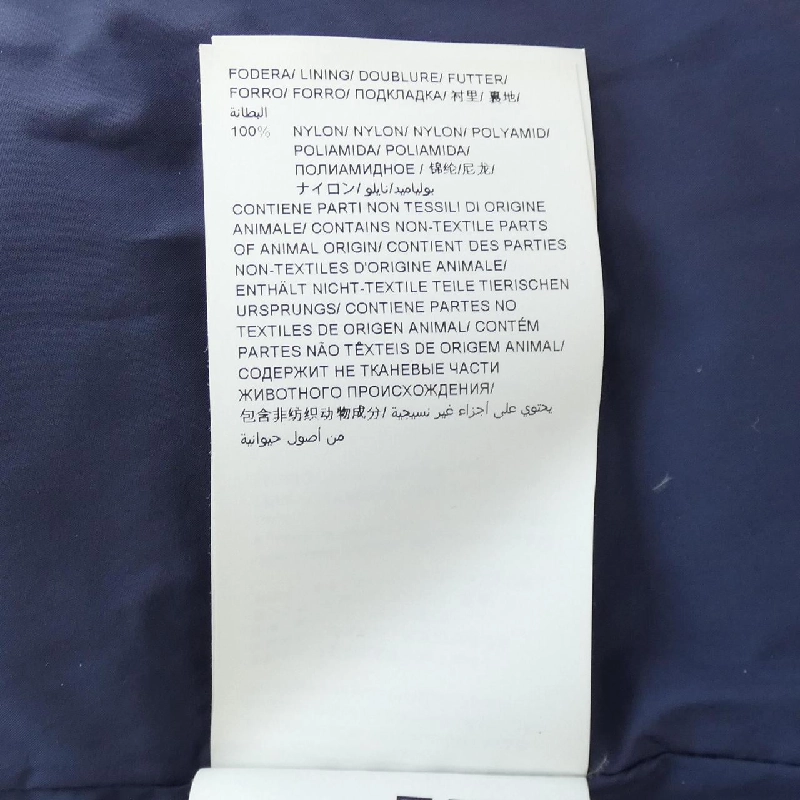 FODERA/ LINING/ DOUBLURE/ FUTTER/
FORRO/ FORRO/ ПОДКЛАДКА/ 衬里/ 裏地/
البطانة
100% NYLON/ NYLON/ NYLON/ POLYAMID/
POLIAMIDA/ POLIAMIDA/
ПОЛИАМИДНОЕ / 锦纶/尼龙/
ナイロン/ بولياميد/نايلو
CONTIENE PARTI NON TESSILI DI ORIGINE
ANIMALE/ CONTAINS NON-TEXTILE PARTS
OF ANIMAL ORIGIN/ CONTIENT DES PARTIES
NON-TEXTILES D'ORIGINE ANIMALE/
ENTHÄLT NICHT-TEXTILE TEILE TIERISCHEN
URSPRUNGS/ CONTIENE PARTES NO
TEXTILES DE ORIGEN ANIMAL/ CONTÉM
PARTES NÃO TÊXTEIS DE ORIGEM ANIMAL/
СОДЕРЖИТ НЕ ТКАНЕВЫЕ ЧАСТИ
ЖИВОТНОГО ПРОИСХОЖДЕНИЯ/
包含非纺织动物成分/ يحتوي على أجزاء غير نسيجية
من أصول حيوانية